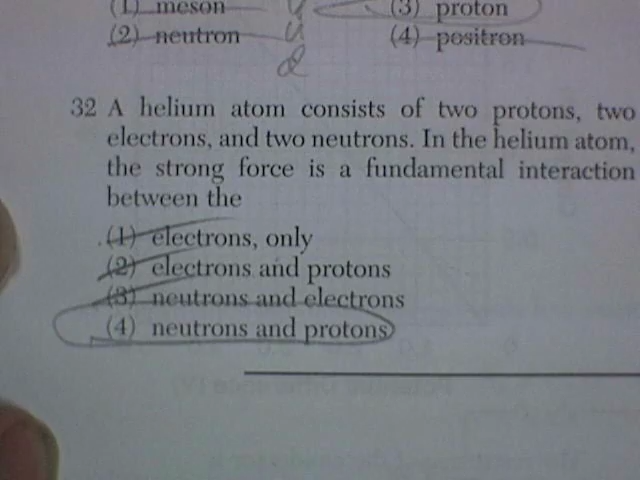 (1) meson
(3) proton
(2) neutron
(4) positron
u
d
32 A helium atom consists of two protons, two
electrons, and two neutrons. In the helium atom,
the strong force is a fundamental interaction
between the
(1) electrons, only
(2) electrons and protons
(3) neutrons and electrons
(4) neutrons and protons